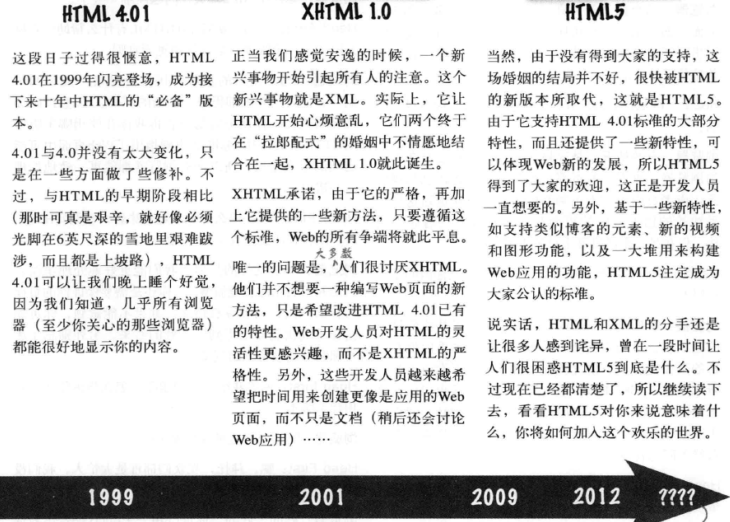 HTML 4.01
这段日子过得很惬意，HTML
4.01在1999年闪亮登场，成为接
下来十年中HTML的“必备”版
本。
4.01与4.0并没有太大变化，只
是在一些方面做了些修补。不
过，与HTML的早期阶段相比
（那时可真是艰辛，就好像必须
光脚在6英尺深的雪地里艰难跋
涉，而且都是上坡路），HTML
4.01可以让我们晚上睡个好觉，
因为我们知道，几乎所有浏览
器（至少你关心的那些浏览器）
都能很好地显示你的内容。
XHTML 1.0
正当我们感觉安逸的时候，一个新
兴事物开始引起所有人的注意。这个
新兴事物就是XML。实际上，它让
HTML开始心烦意乱，它们两个终于
在“拉郎配式”的婚姻中不情愿地结
合在一起，XHTML 1.0就此诞生。
XHTML承诺，由于它的严格，再加
上它提供的一些新方法，只要遵循这
个标准，Web的所有争端将就此平息。
大多数
唯一的问题是，人们很讨厌XHTML。
他们并不想要一种编写Web页面的新
方法，只是希望改进HTML 4.01已有
的特性。Web开发人员对HTML的灵
活性更感兴趣，而不是XHTML的严
格性。另外，这些开发人员越来越希
望把时间用来创建更像是应用的Web
页面，而不只是文档（稍后还会讨论
Web应用）……
HTML5
当然，由于没有得到大家的支持，这
场婚姻的结局并不好，很快被HTML
的新版本所取代，这就是HTML5。
由于它支持HTML 4.01标准的大部分
特性，而且还提供了一些新特性，可
以体现Web新的发展，所以HTML5
得到了大家的欢迎，这正是开发人员
一直想要的。另外，基于一些新特性，
如支持类似博客的元素、新的视频
和图形功能，以及一大堆用来构建
Web应用的功能，HTML5注定成为
大家公认的标准。
说实话，HTML和XML的分手还是
让很多人感到诧异，曾在一段时间让
人们很困惑HTML5到底是什么。不
过现在已经都清楚了，所以继续读下
去，看看HTML5对你来说意味着什
么，你将如何加入这个欢乐的世界。
1999
2001
2009
2012
????